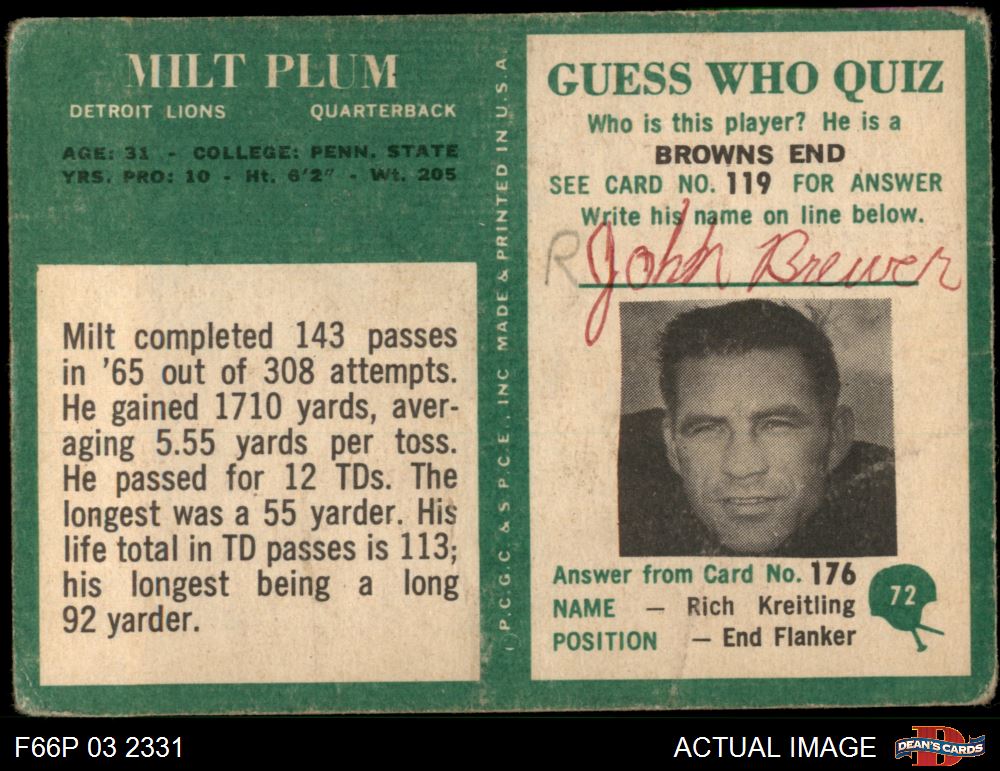 MILT PLUM
DETROIT LIONS QUARTERBACK
AGE: 31 - COLLEGE: PENN. STATE
YRS. PRO: 10 - Ht. 6'2" - Wt. 205
Milt completed 143 passes
in '65 out of 308 attempts.
He gained 1710 yards, aver-
aging 5.55 yards per toss.
He passed for 12 TDs. The
longest was a 55 yarder. His
life total in TD passes is 113;
his longest being a long
92 yarder.
P.C.G.C. & S.P.C.E., INC MADE & PRINTED IN U.S.A.
GUESS WHO QUIZ
Who is this player? He is a
BROWNS END
SEE CARD NO. 119 FOR ANSWER
Write his name on line below.
R John Brewer
Answer from Card No. 176
NAME — Rich Kreitling
POSITION — End Flanker
72
F66P 03 2331
ACTUAL IMAGE
D
DEAN'S CARDS